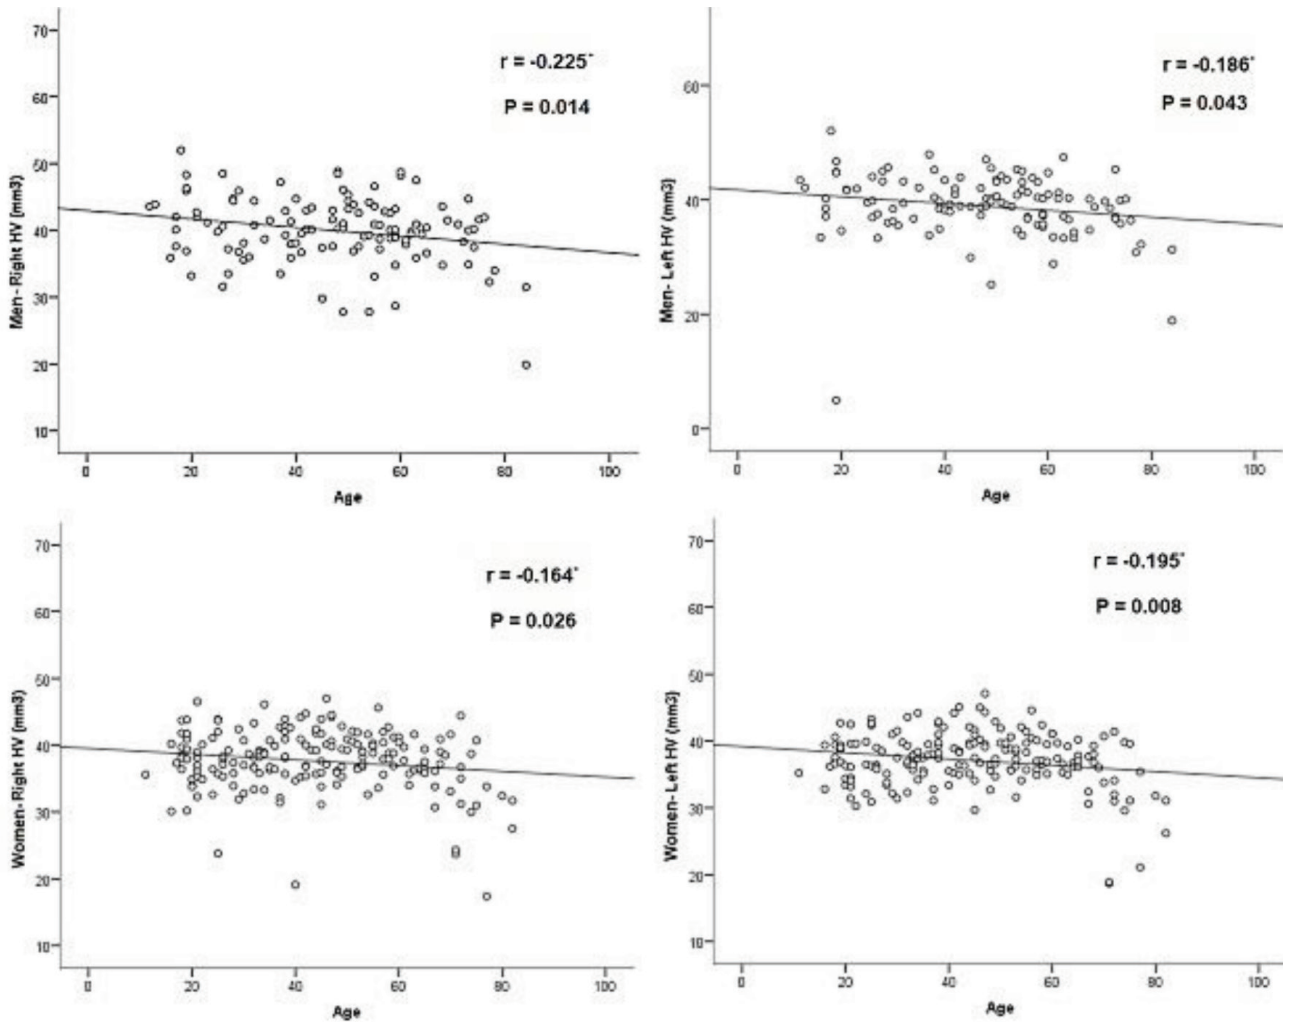 70
60
50
40
30
20
10
Men- Right HV (mm3)
r = -0.225*
P = 0.014
0 20 40 60 80 100
Age
60
40
20
0
Men- Left HV (mm3)
r = -0.186*
P = 0.043
0 20 40 60 80 100
Age
70
60
50
40
30
20
10
Women- Right HV (mm3)
r = -0.164*
P = 0.026
0 20 40 60 80 100
Age
70
60
50
40
30
20
10
Women- Left HV (mm3)
r = -0.195*
P = 0.008
0 20 40 60 80 100
Age